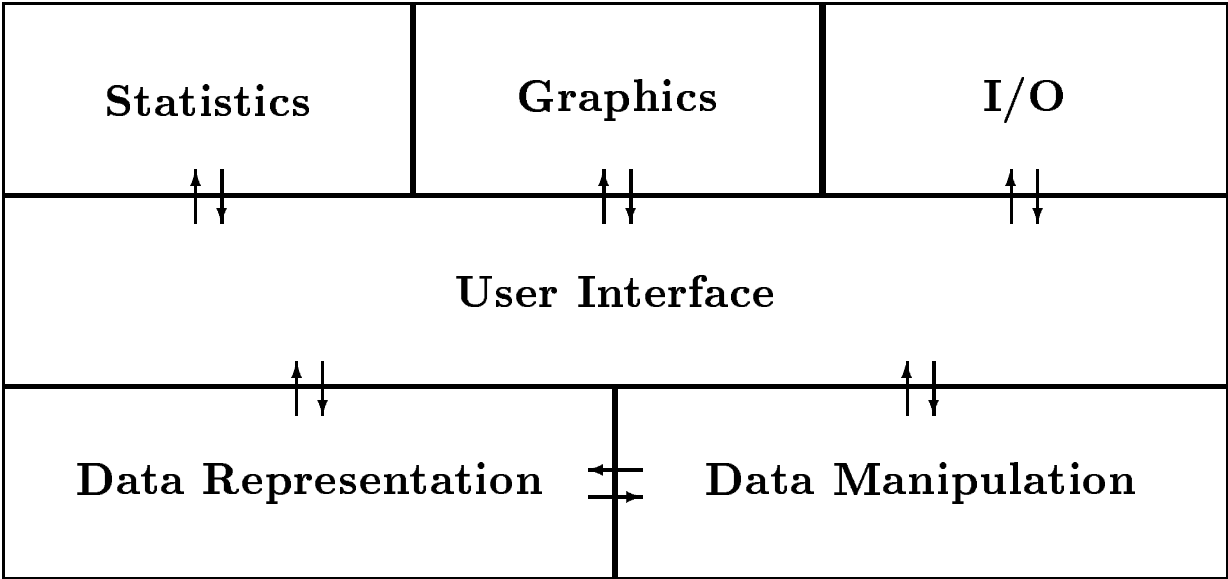 Statistics
Graphics
I/O
User Interface
Data Representation
Data Manipulation